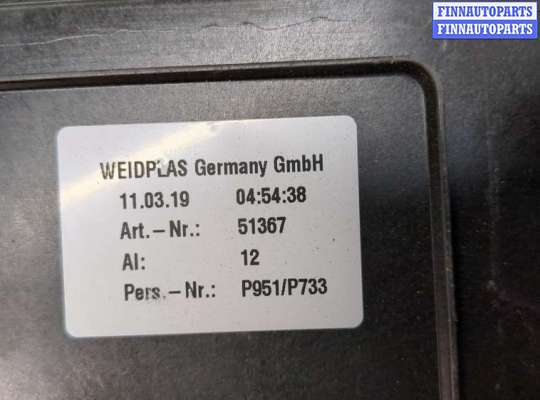 FINNAUTOPARTS
FINNAUTOPARTS
WEIDPLAS Germany GmbH
11.03.19 04:54:38
Art.-Nr.: 51367
AI: 12
Pers.-Nr.: P951/P733